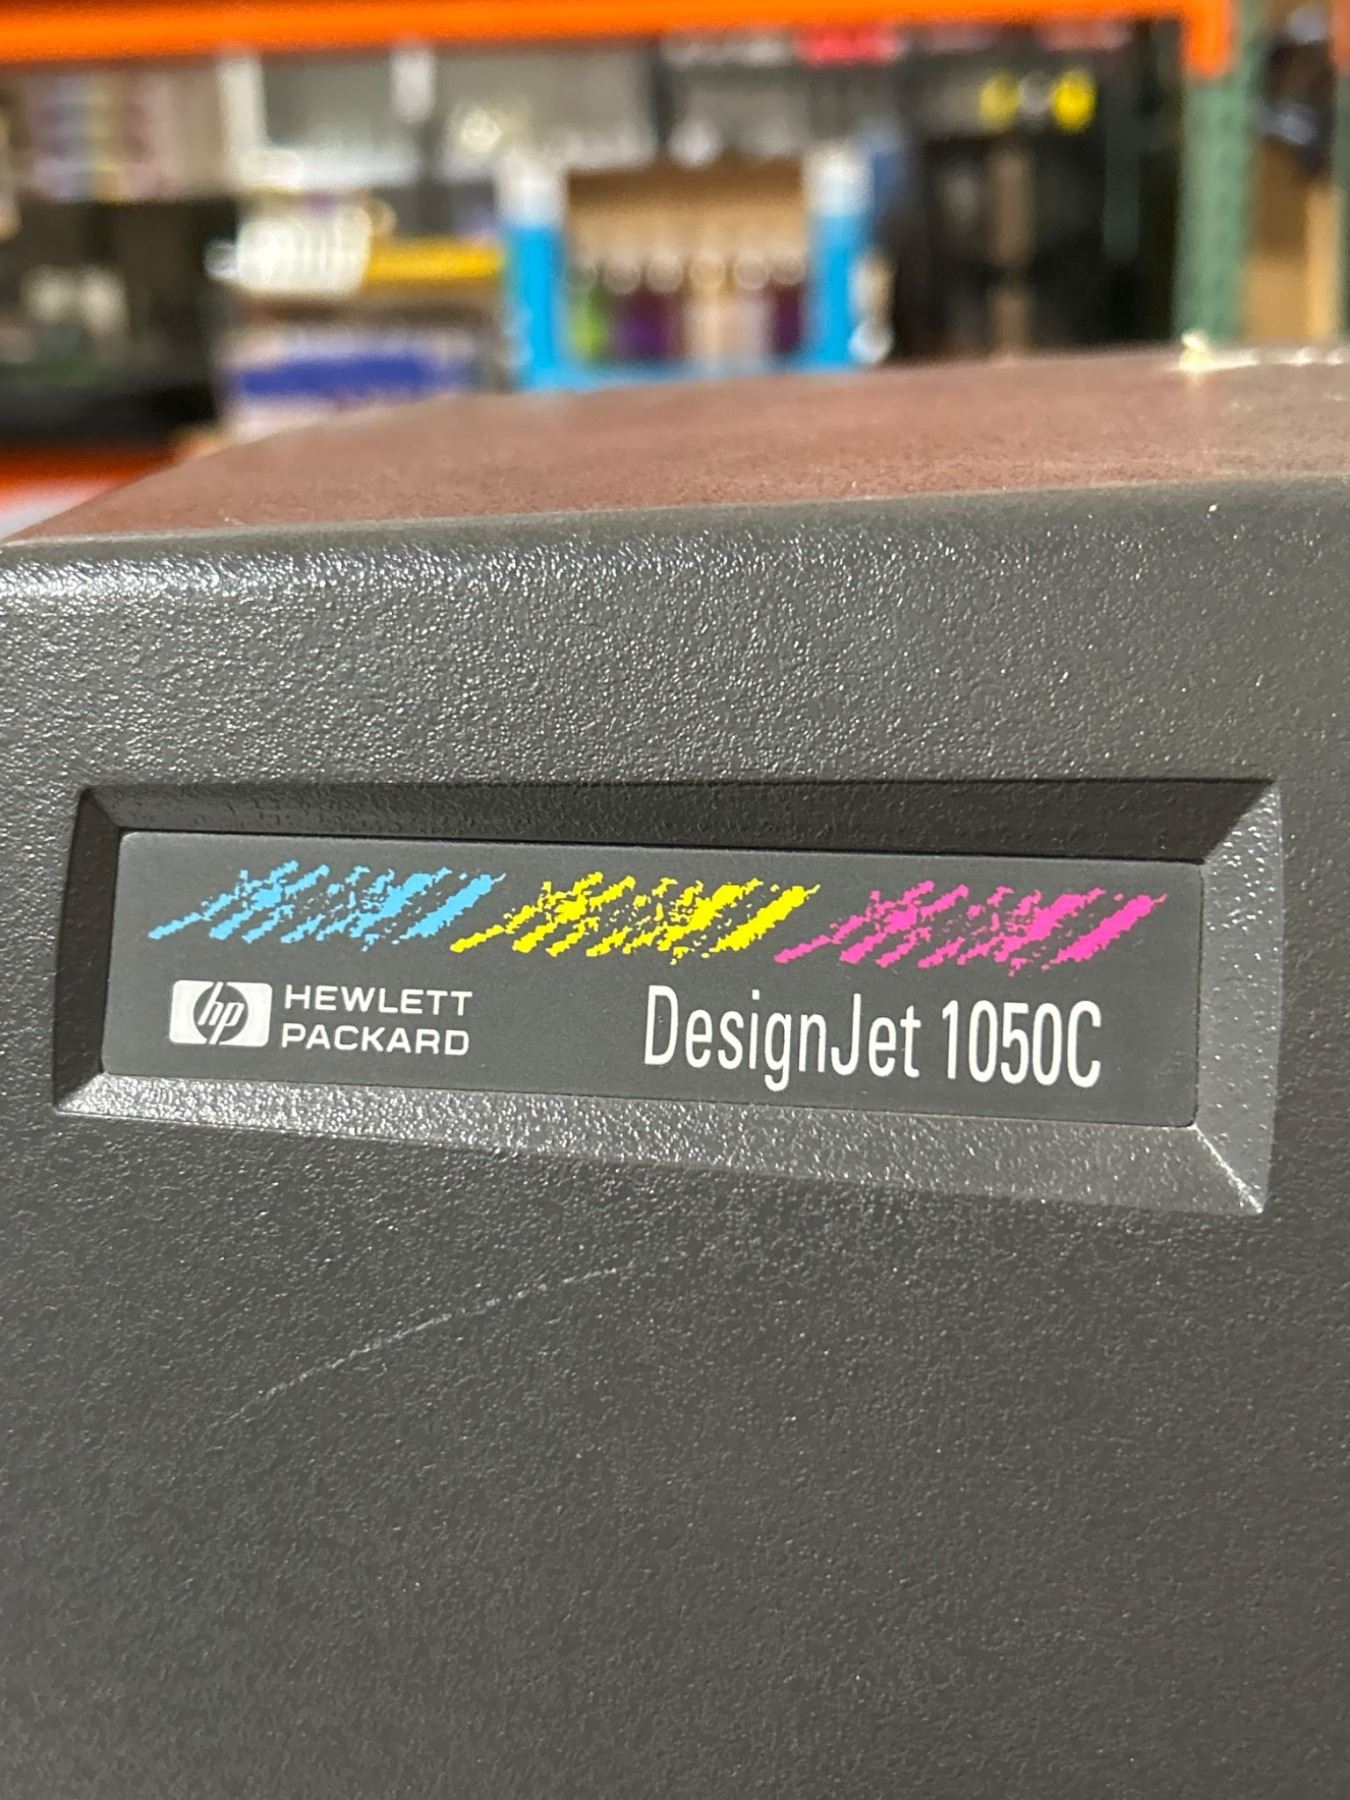 hp HEWLETT
PACKARD
DesignJet 1050C